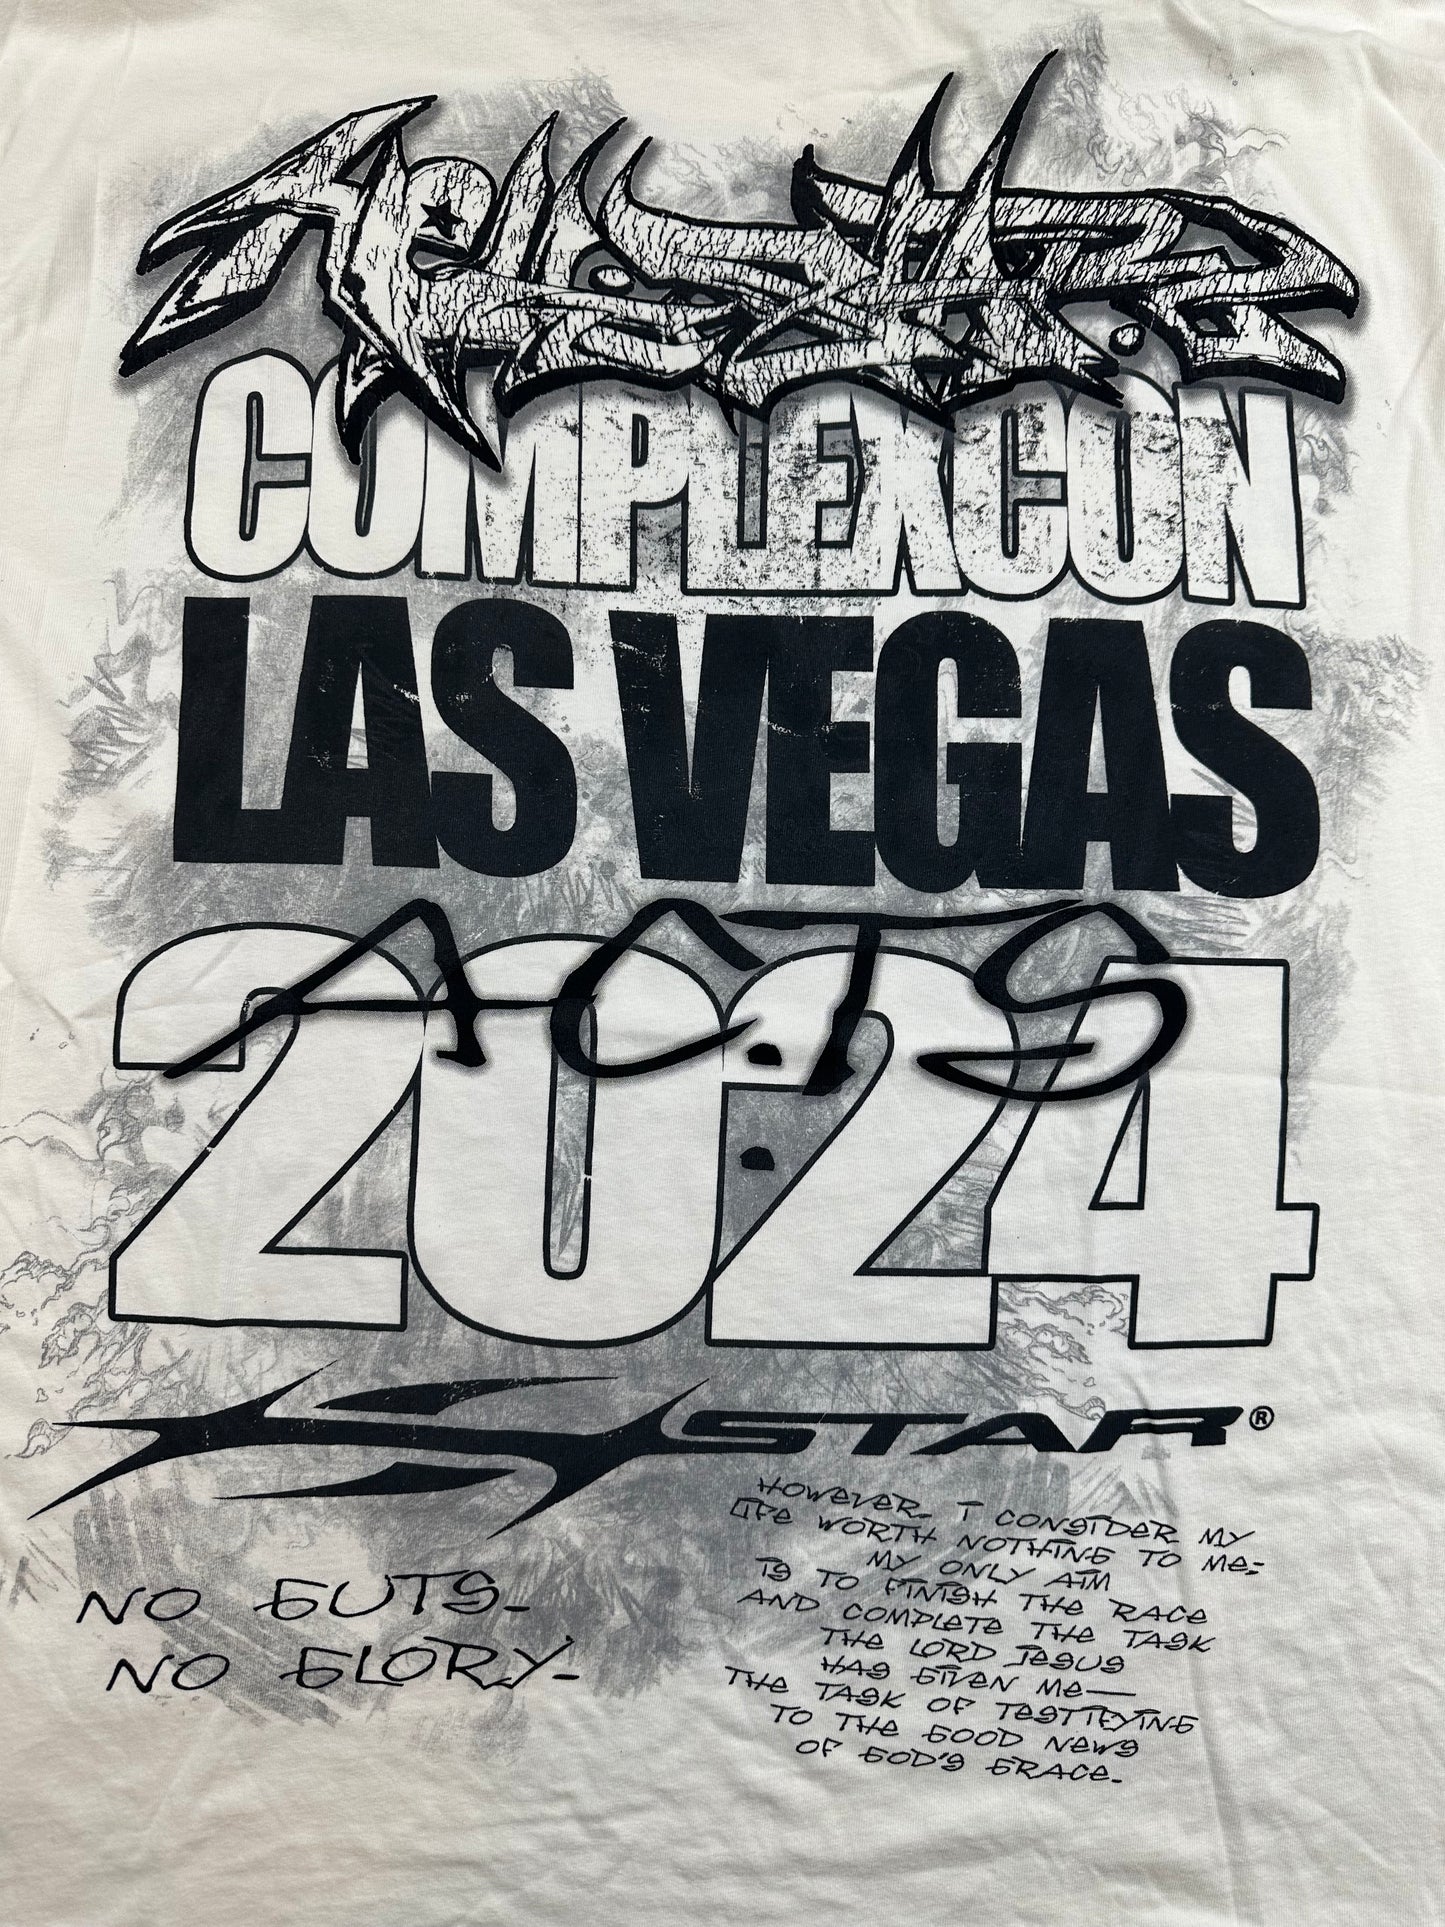 COMPLEXCON
LAS VEGAS
ACTS
20:24
STAR®
NO GUTS.
NO GLORY.
HOWEVER, I CONSIDER MY
LIFE WORTH NOTHING TO ME;
MY ONLY AIM
IS TO FINISH THE RACE
AND COMPLETE THE TASK
THE LORD JESUS
HAS GIVEN ME—
THE TASK OF TESTIFYING
TO THE GOOD NEWS
OF GOD'S GRACE.